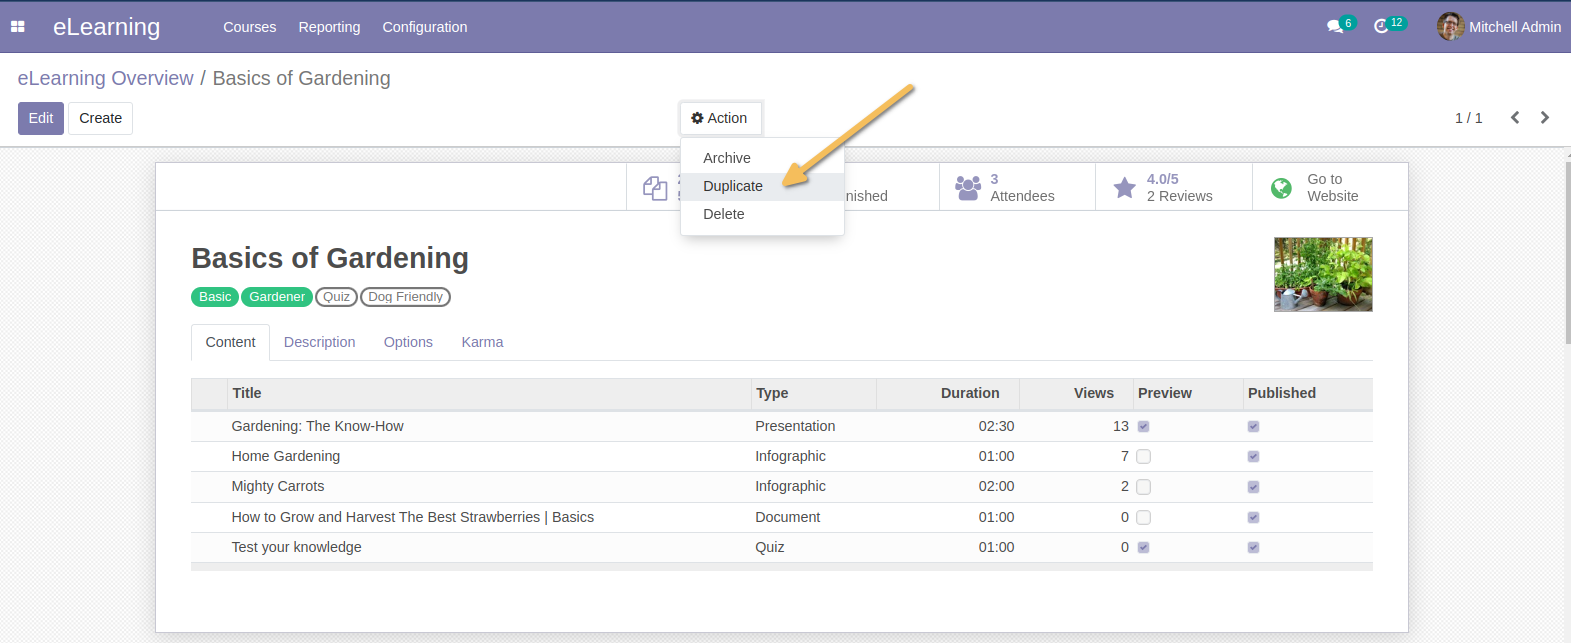 eLearning Courses Reporting Configuration 6 12 Mitchell Admin
eLearning Overview / Basics of Gardening
Edit Create Action 1 / 1
Archive
Duplicate
Delete
nished
3
Attendees
4.0/5
2 Reviews
Go to
Website
Basics of Gardening
Basic Gardener Quiz Dog Friendly
Content Description Options Karma
Title Type Duration Views Preview Published
Gardening: The Know-How Presentation 02:30 13
Home Gardening Infographic 01:00 7
Mighty Carrots Infographic 02:00 2
How to Grow and Harvest The Best Strawberries | Basics Document 01:00 0
Test your knowledge Quiz 01:00 0